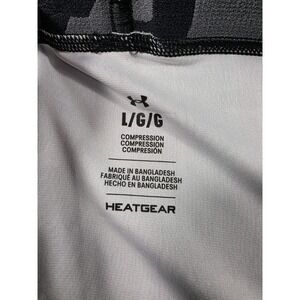 L/G/G
COMPRESSION
COMPRESSION
COMPRESIÓN
MADE IN BANGLADESH
FABRIQUÉ AU BANGLADESH
HECHO EN BANGLADESH
HEATGEAR